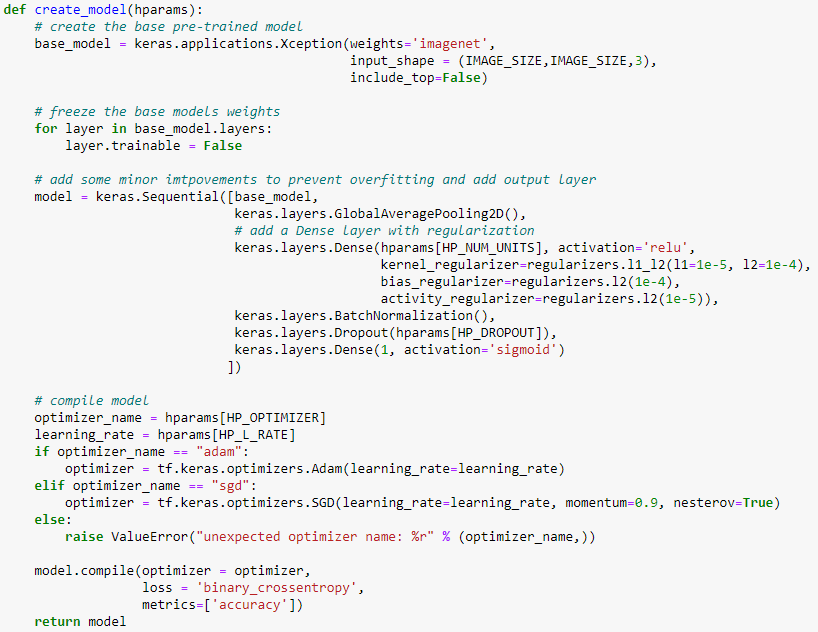 def create_model(hparams):
    # create the base pre-trained model
    base_model = keras.applications.Xception(weights='imagenet',
                                             input_shape = (IMAGE_SIZE,IMAGE_SIZE,3),
                                             include_top=False)

    # freeze the base models weights
    for layer in base_model.layers:
        layer.trainable = False

    # add some minor imtpovements to prevent overfitting and add output layer
    model = keras.Sequential([base_model,
                              keras.layers.GlobalAveragePooling2D(),
                              # add a Dense layer with regularization
                              keras.layers.Dense(hparams[HP_NUM_UNITS], activation='relu',
                                                 kernel_regularizer=regularizers.l1_l2(l1=1e-5, l2=1e-4),
                                                 bias_regularizer=regularizers.l2(1e-4),
                                                 activity_regularizer=regularizers.l2(1e-5)),
                              keras.layers.BatchNormalization(),
                              keras.layers.Dropout(hparams[HP_DROPOUT]),
                              keras.layers.Dense(1, activation='sigmoid')
                             ])

    # compile model
    optimizer_name = hparams[HP_OPTIMIZER]
    learning_rate = hparams[HP_L_RATE]
    if optimizer_name == "adam":
        optimizer = tf.keras.optimizers.Adam(learning_rate=learning_rate)
    elif optimizer_name == "sgd":
        optimizer = tf.keras.optimizers.SGD(learning_rate=learning_rate, momentum=0.9, nesterov=True)
    else:
        raise ValueError("unexpected optimizer name: %r" % (optimizer_name,))

    model.compile(optimizer = optimizer,
                  loss = 'binary_crossentropy',
                  metrics=['accuracy'])
    return model